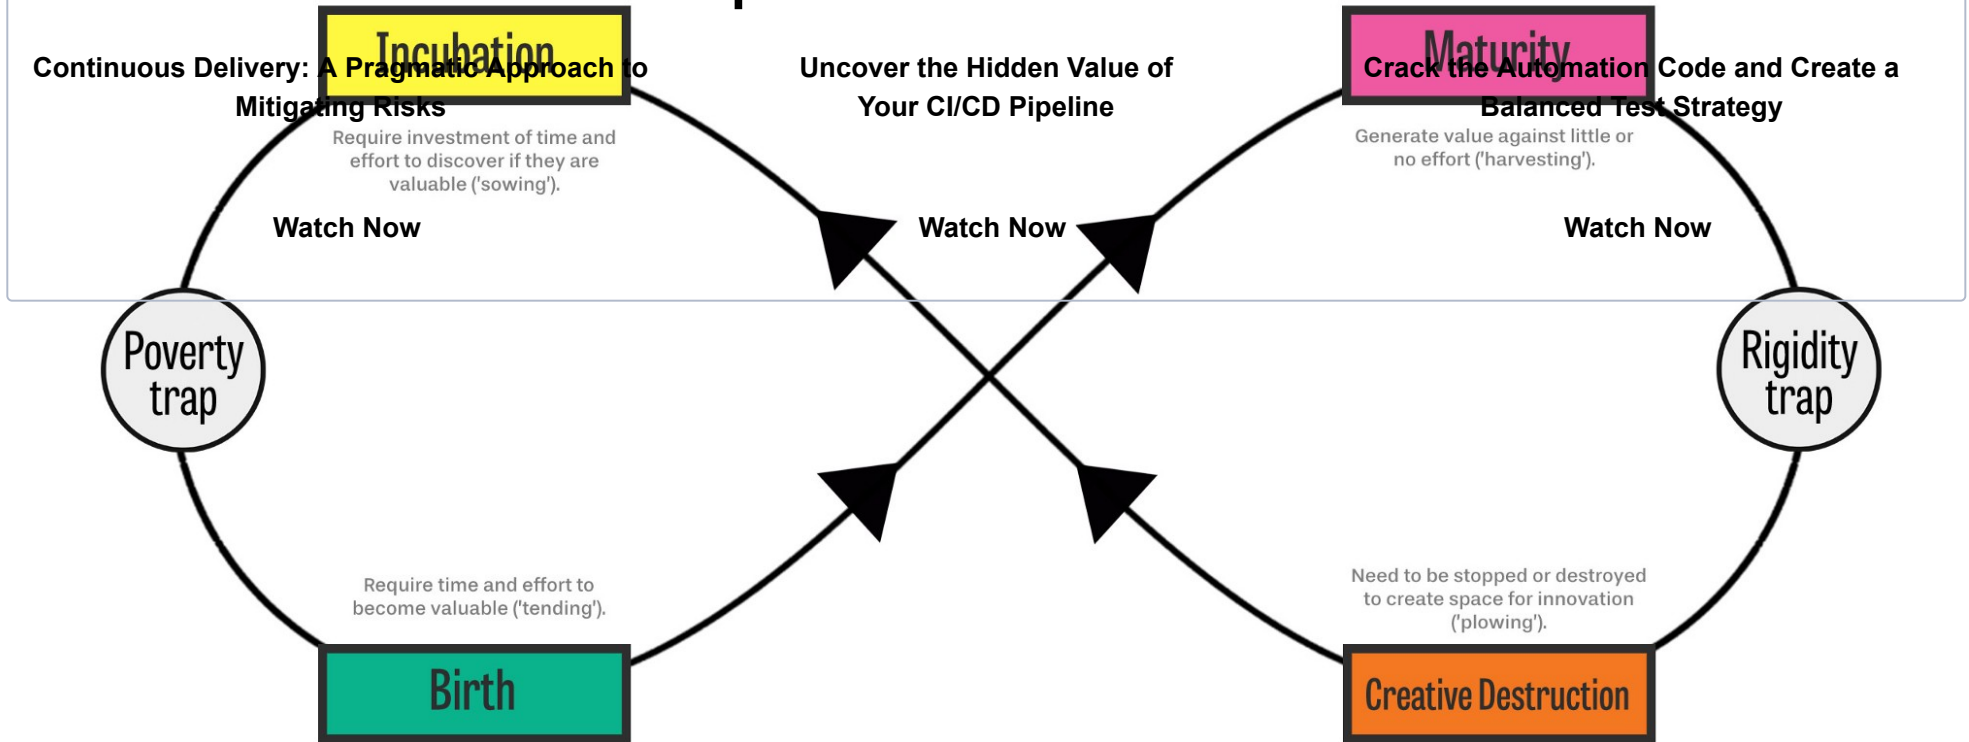 Incubation
Maturity
Continuous Delivery: A Pragmatic Approach to
Mitigating Risks
Uncover the Hidden Value of
Your CI/CD Pipeline
Crack the Automation Code and Create a
Balanced Test Strategy
Require investment of time and
effort to discover if they are
valuable ('sowing').
Generate value against little or
no effort ('harvesting').
Watch Now
Watch Now
Watch Now
Poverty
trap
Rigidity
trap
Require time and effort to
become valuable ('tending').
Need to be stopped or destroyed
to create space for innovation
('plowing').
Birth
Creative Destruction